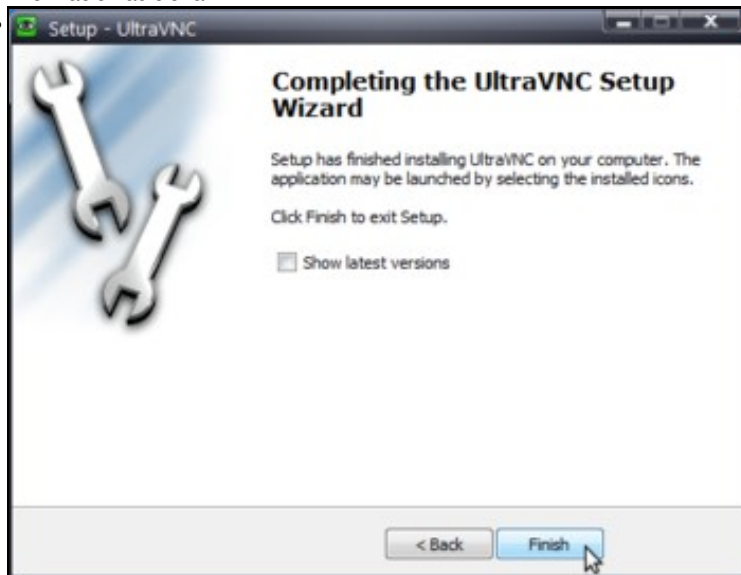 Setup - UltraVNC
Completing the UltraVNC Setup
Wizard
Setup has finished installing UltraVNC on your computer. The
application may be launched by selecting the installed icons.
Click Finish to exit Setup.
Show latest versions
< Back
Finish